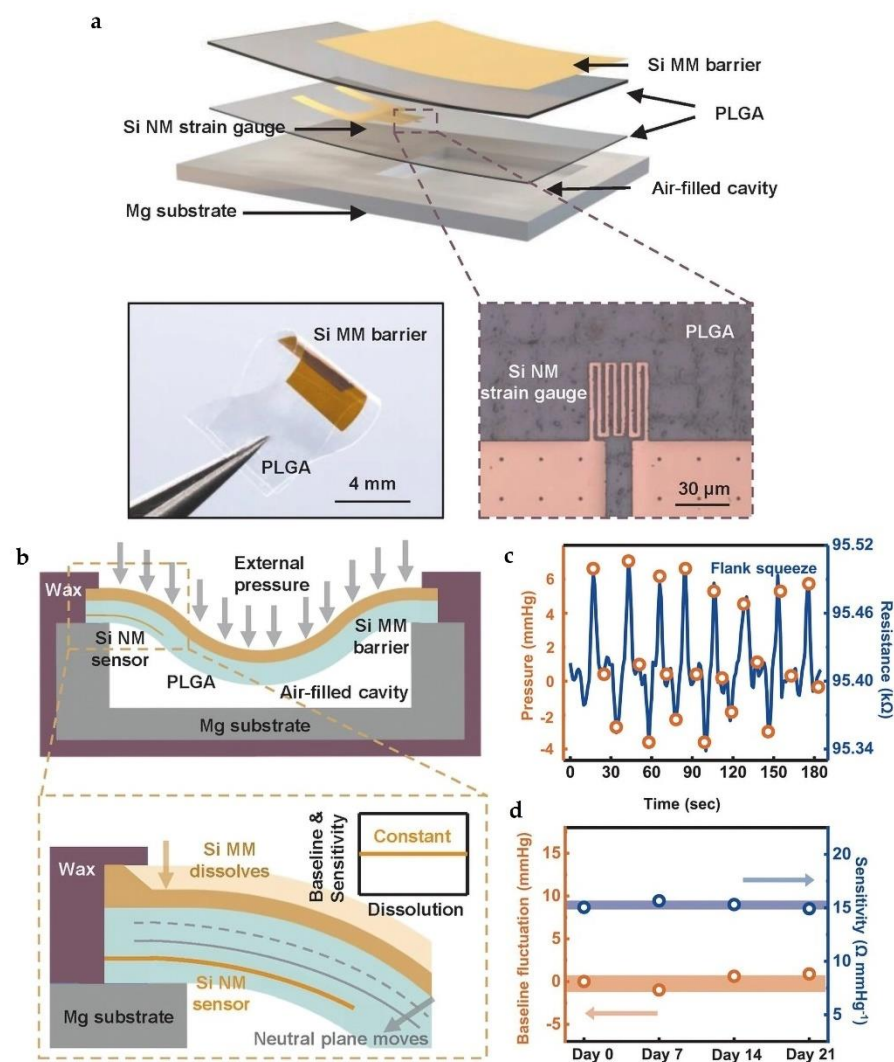 a
Si MM barrier
PLGA
Si NM strain gauge
Air-filled cavity
Mg substrate
Si MM barrier
PLGA
4 mm
PLGA
Si NM
strain gauge
30 µm
b
External
pressure
Wax
Si NM
sensor
Si MM
barrier
PLGA
Air-filled cavity
Mg substrate
Wax
Si MM
dissolves
Baseline &
Sensitivity
Constant
Dissolution
Si NM
sensor
Mg substrate
Neutral plane moves
c
Flank squeeze
Pressure (mmHg)
6
4
2
0
-2
-4
95.52
95.46
95.40
95.34
Resistance (kΩ)
0
30
60
90
120
150
180
Time (sec)
d
Baseline fluctuation (mmHg)
15
10
5
0
-5
20
15
10
5
Sensitivity (Ω mmHg-1)
Day 0
Day 7
Day 14
Day 21